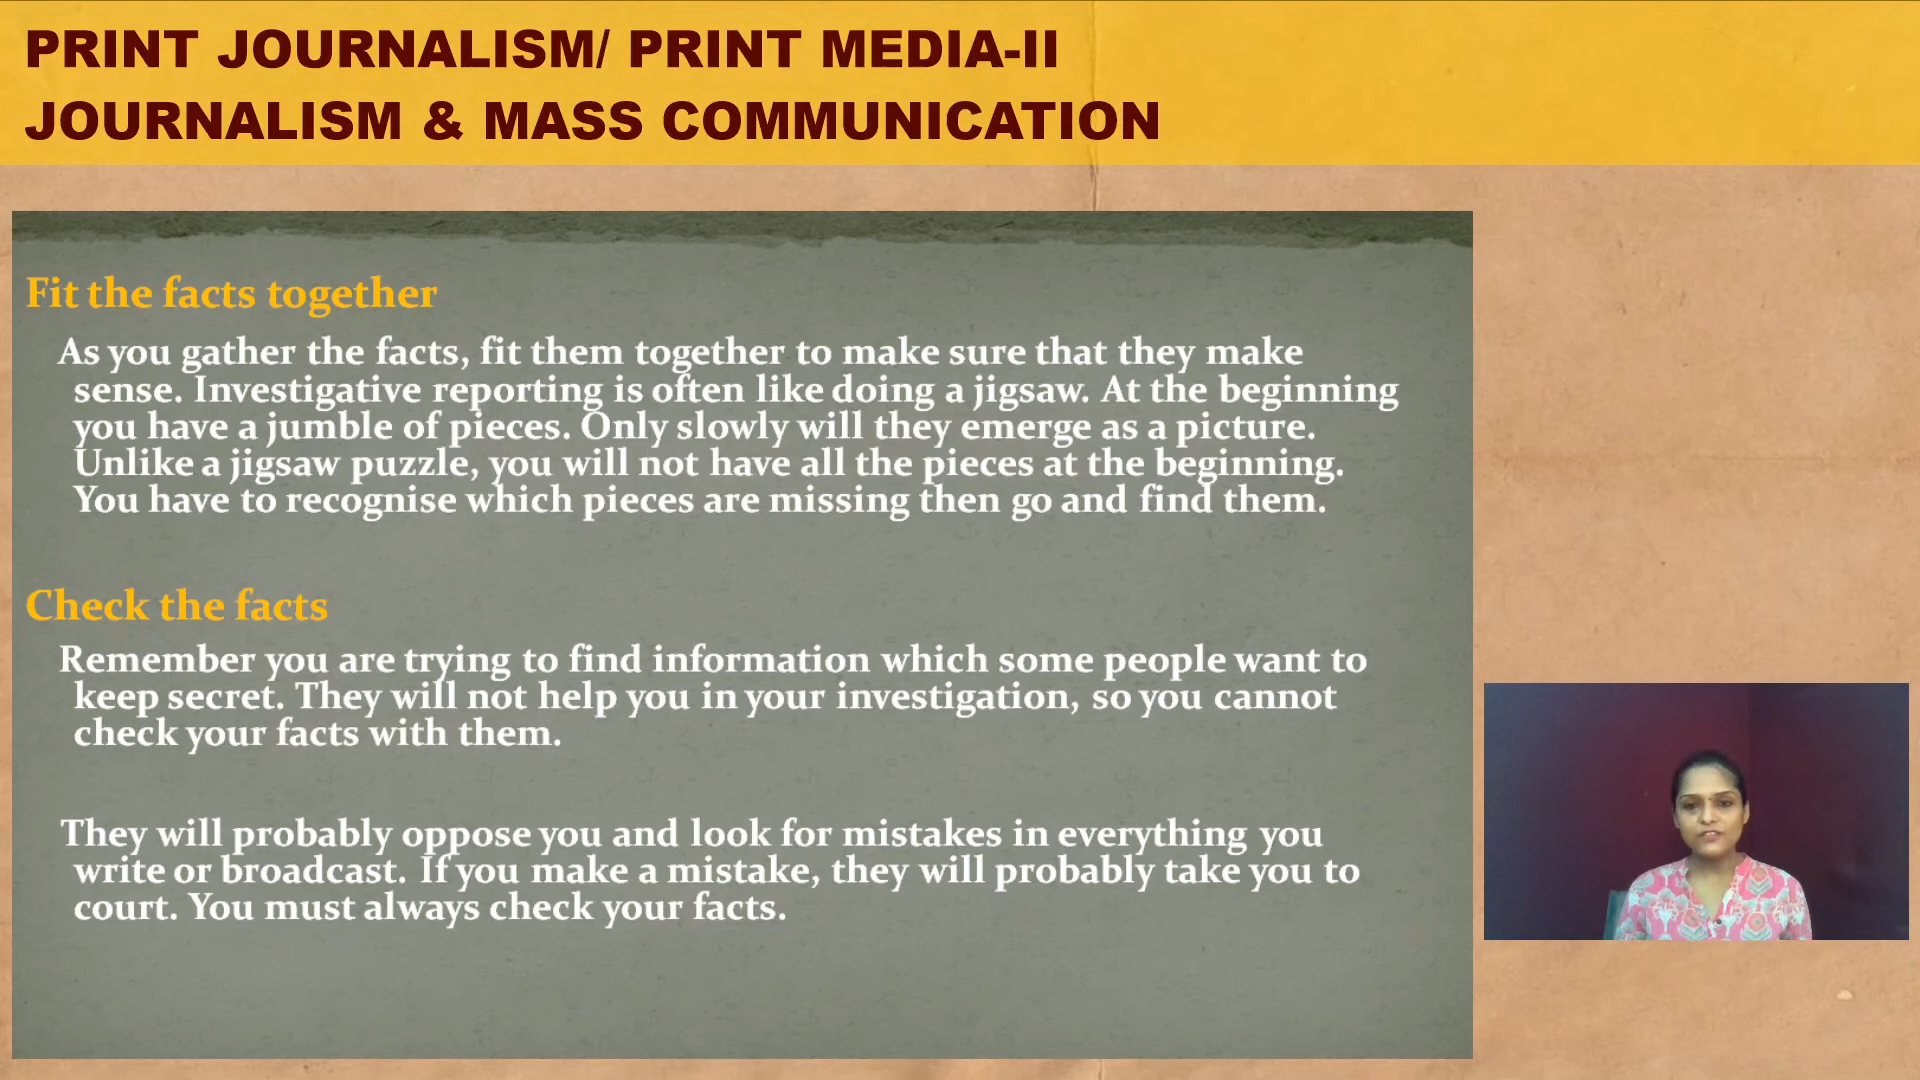 PRINT JOURNALISM/ PRINT MEDIA-II
JOURNALISM & MASS COMMUNICATION
Fit the facts together
As you gather the facts, fit them together to make sure that they make
sense. Investigative reporting is often like doing a jigsaw. At the beginning
you have a jumble of pieces. Only slowly will they emerge as a picture.
Unlike a jigsaw puzzle, you will not have all the pieces at the beginning.
You have to recognise which pieces are missing then go and find them.
Check the facts
Remember you are trying to find information which some people want to
keep secret. They will not help you in your investigation, so you cannot
check your facts with them.
They will probably oppose you and look for mistakes in everything you
write or broadcast. If you make a mistake, they will probably take you to
court. You must always check your facts.